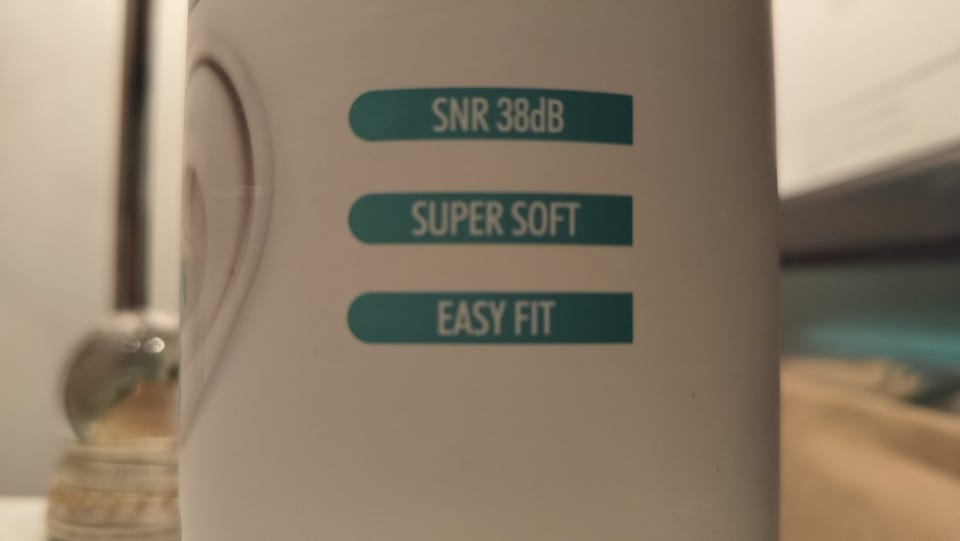 SNR 38dB
SUPER SOFT
EASY FIT